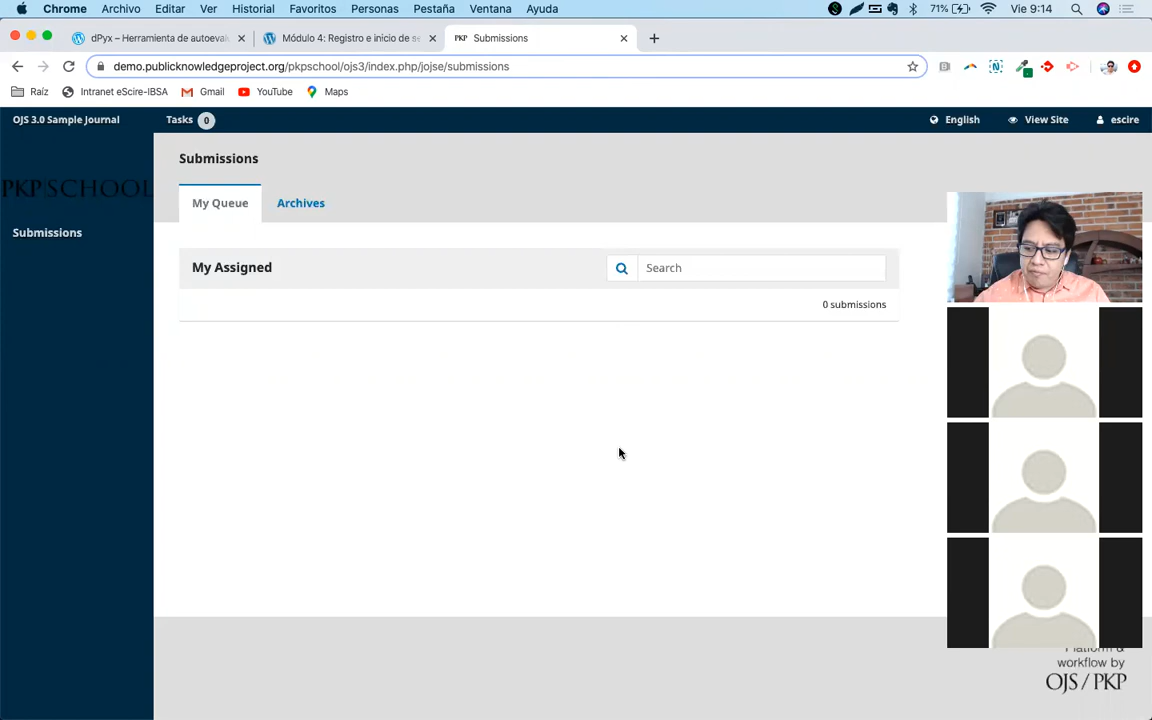 Chrome Archivo Editar Ver Historial Favoritos Personas Pestaña Ventana Ayuda 71% Vie 9:14
dPyx – Herramienta de autoeval Módulo 4: Registro e inicio de se PKP Submissions
demo.publicknowledgeproject.org/pkpschool/ojs3/index.php/jojse/submissions
Raíz Intranet eScire-IBSA Gmail YouTube Maps
OJS 3.0 Sample Journal Tasks 0 English View Site escire
Submissions
PKP|SCHOOL
My Queue Archives
Submissions
My Assigned Search
0 submissions
Platform &
workflow by
OJS / PKP